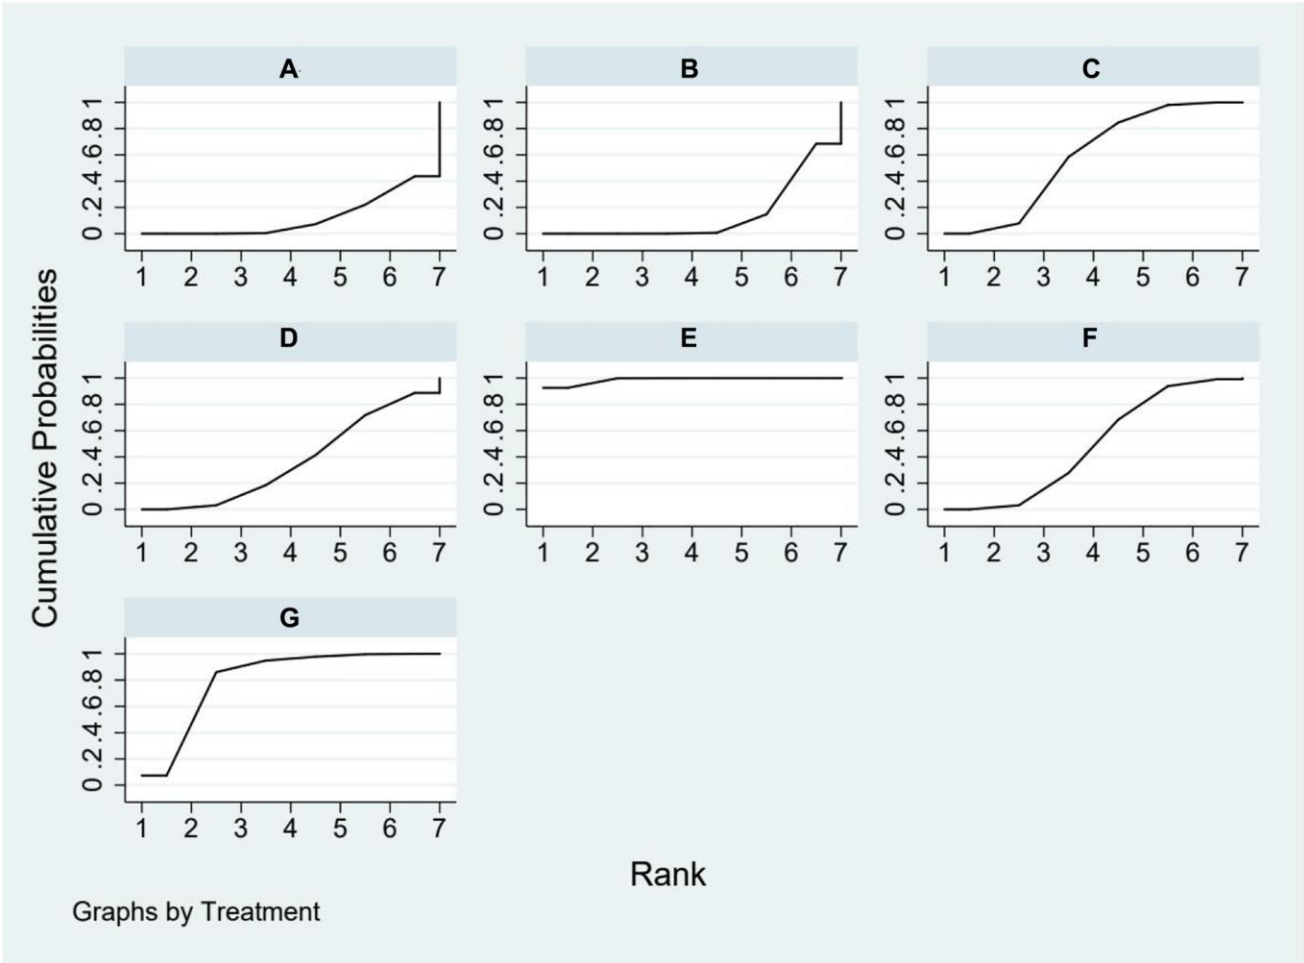 A
B
C
0 .2 .4 .6 .8 1
0 .2 .4 .6 .8 1
0 .2 .4 .6 .8 1
1 2 3 4 5 6 7
1 2 3 4 5 6 7
1 2 3 4 5 6 7
D
E
F
0 .2 .4 .6 .8 1
0 .2 .4 .6 .8 1
0 .2 .4 .6 .8 1
1 2 3 4 5 6 7
1 2 3 4 5 6 7
1 2 3 4 5 6 7
G
0 .2 .4 .6 .8 1
1 2 3 4 5 6 7
Cumulative Probabilities
Rank
Graphs by Treatment